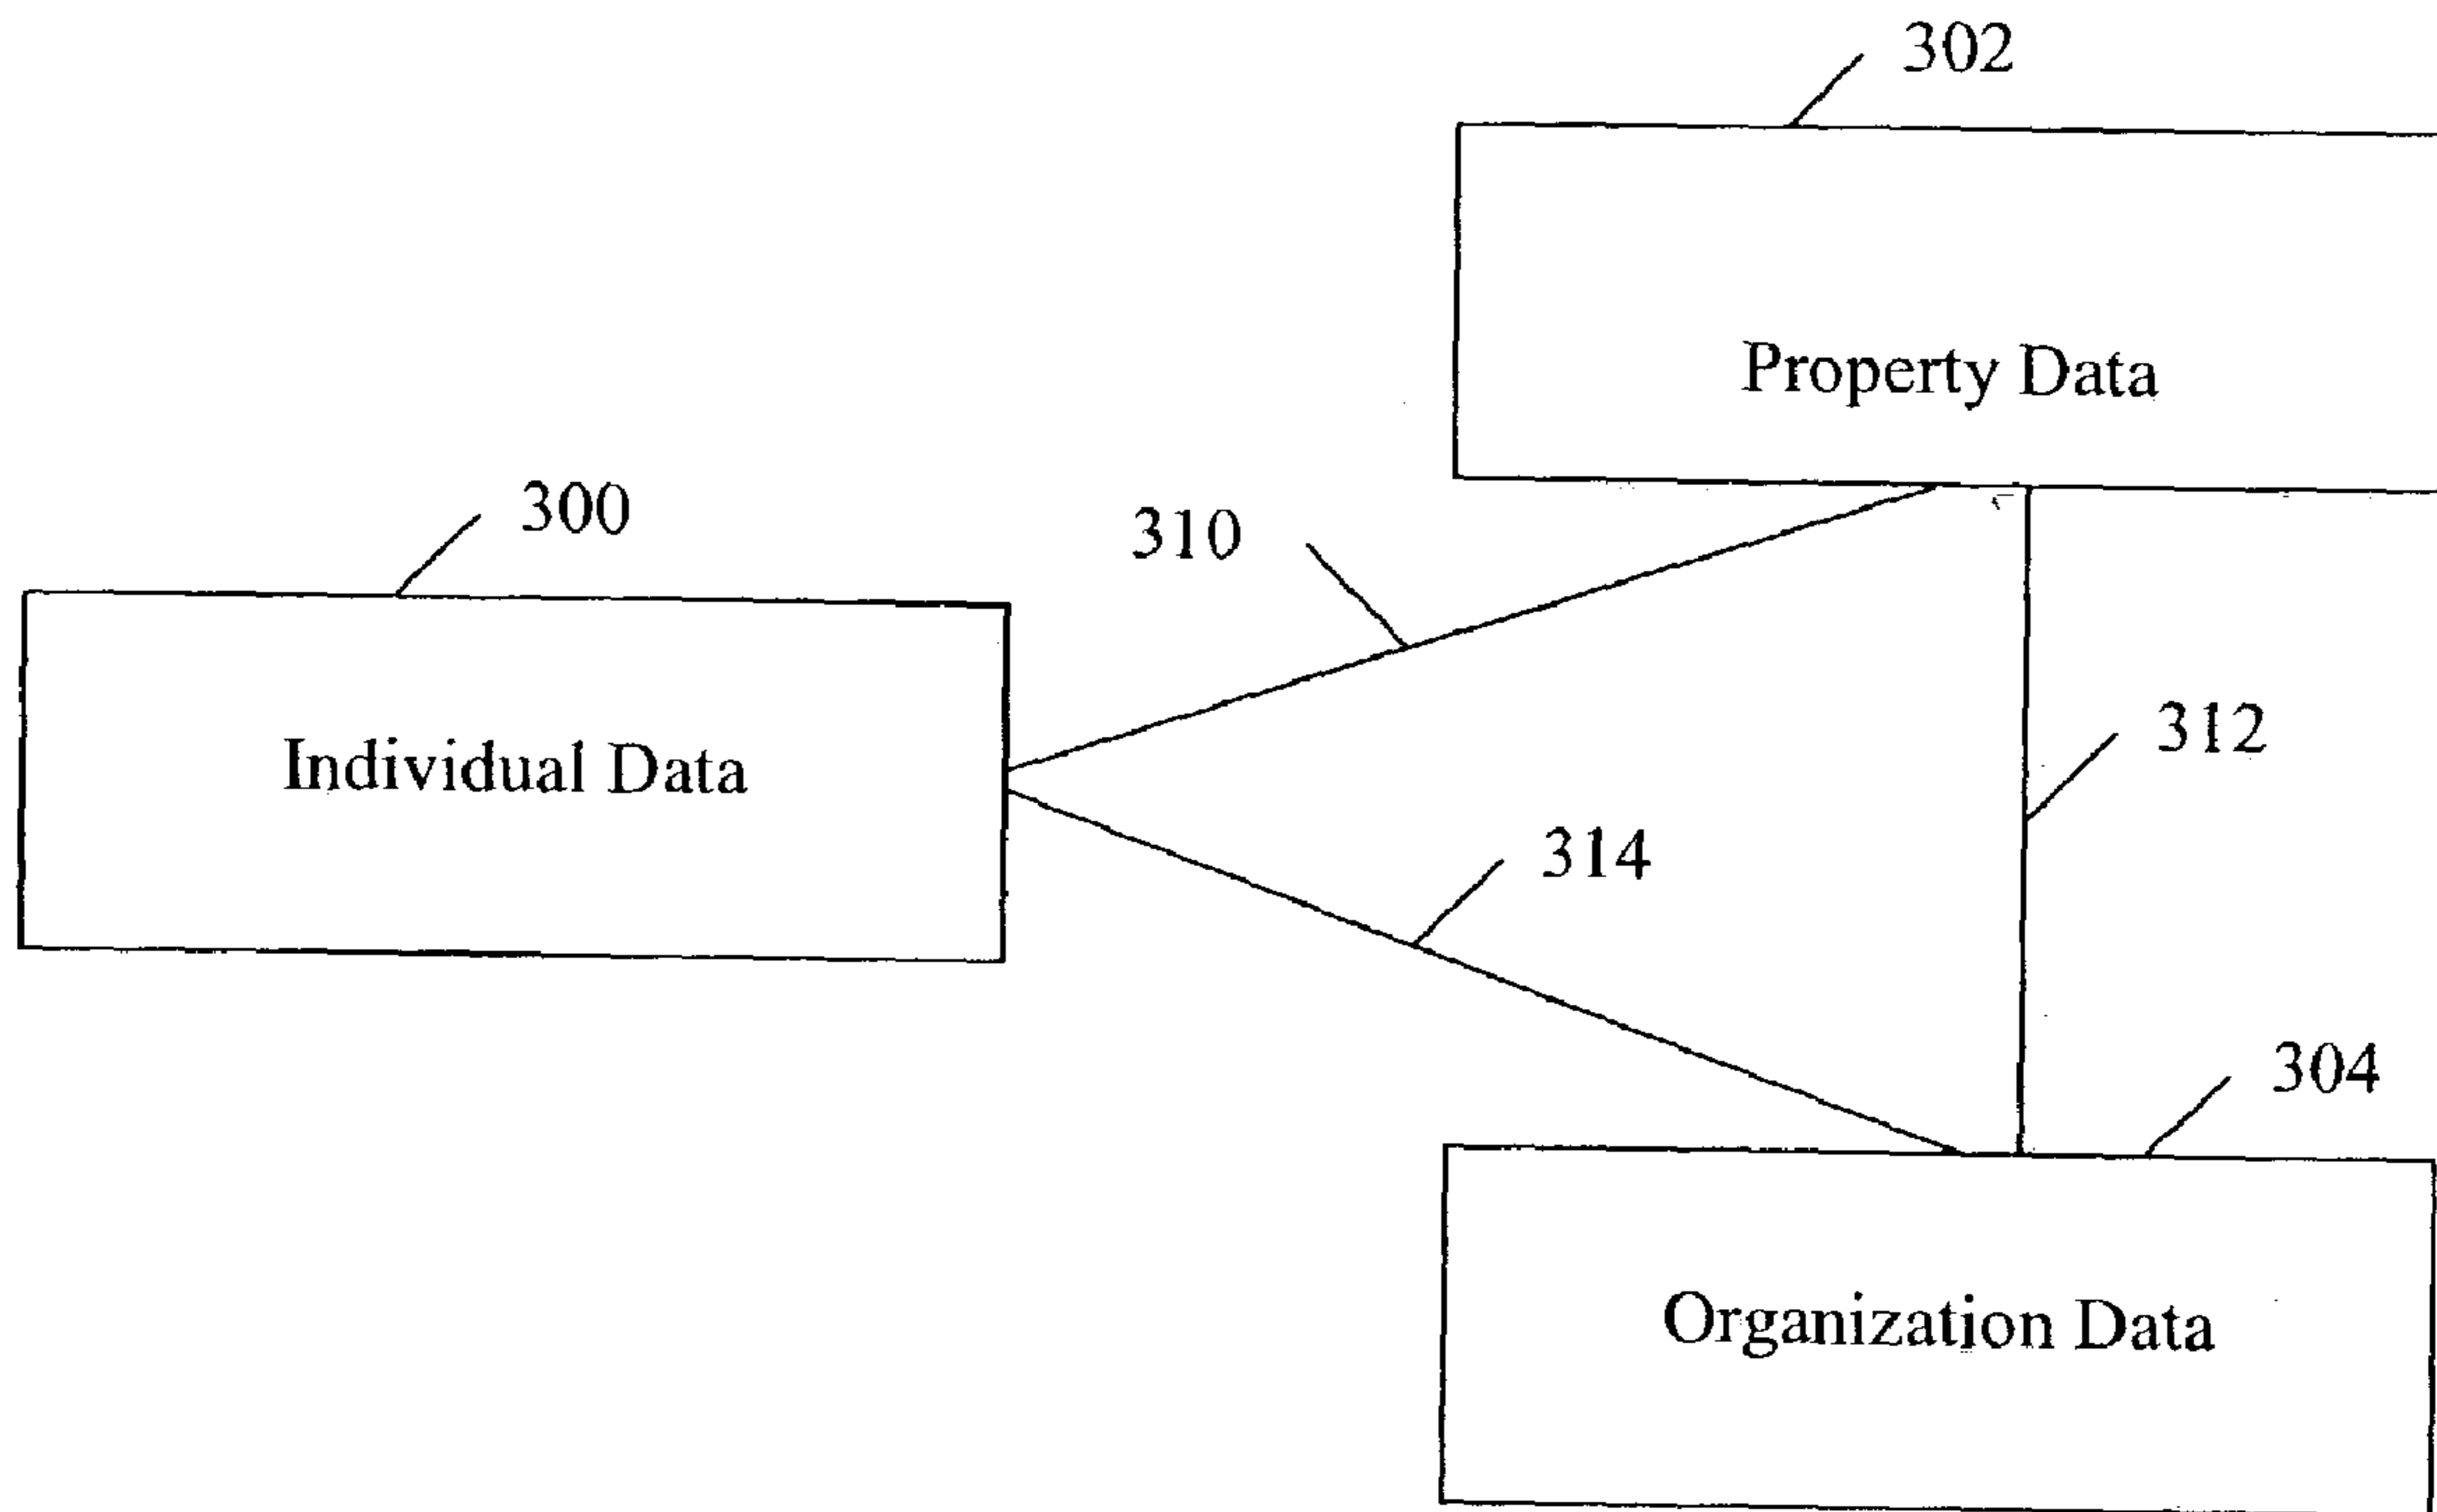 302
Property Data
300
310
Individual Data
312
314
304
Organization Data